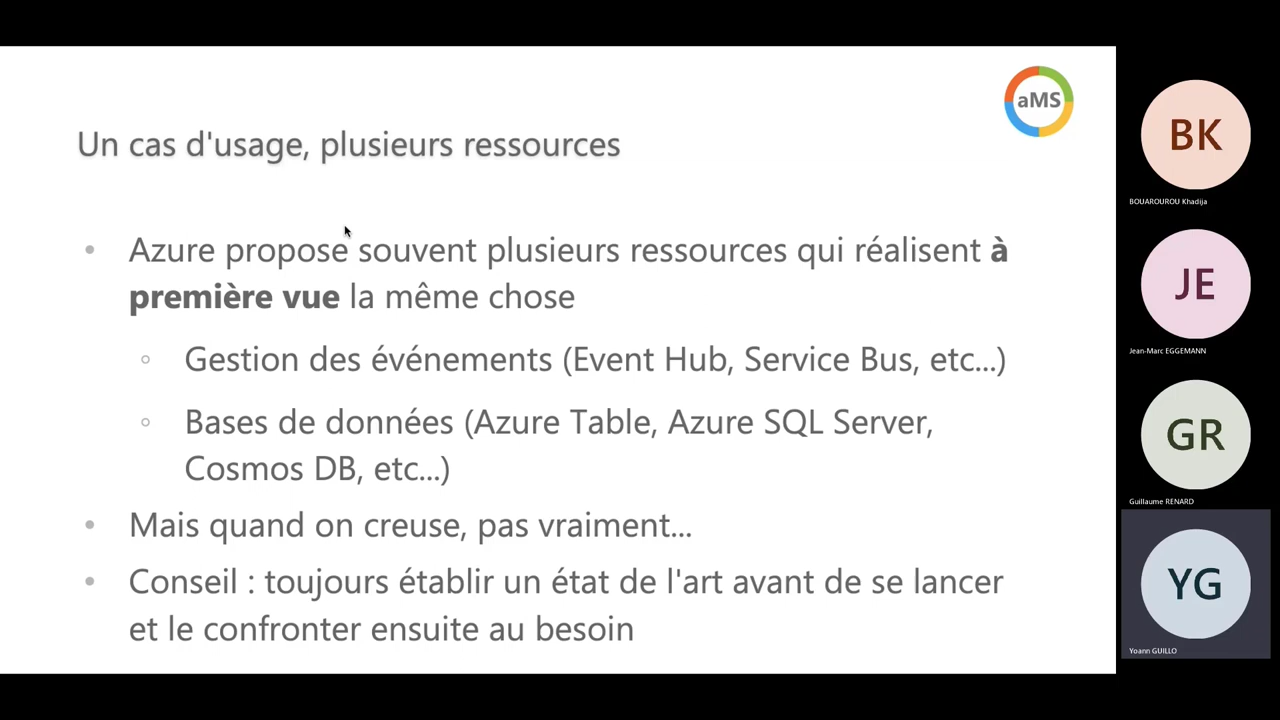 aMS
Un cas d'usage, plusieurs ressources
• Azure propose souvent plusieurs ressources qui réalisent à
première vue la même chose
◦ Gestion des événements (Event Hub, Service Bus, etc...)
◦ Bases de données (Azure Table, Azure SQL Server,
Cosmos DB, etc...)
• Mais quand on creuse, pas vraiment...
• Conseil : toujours établir un état de l'art avant de se lancer
et le confronter ensuite au besoin
BK
BOUAROUROU Khadija
JE
Jean-Marc EGGEMANN
GR
Guillaume RENARD
YG
Yoann GUILLO